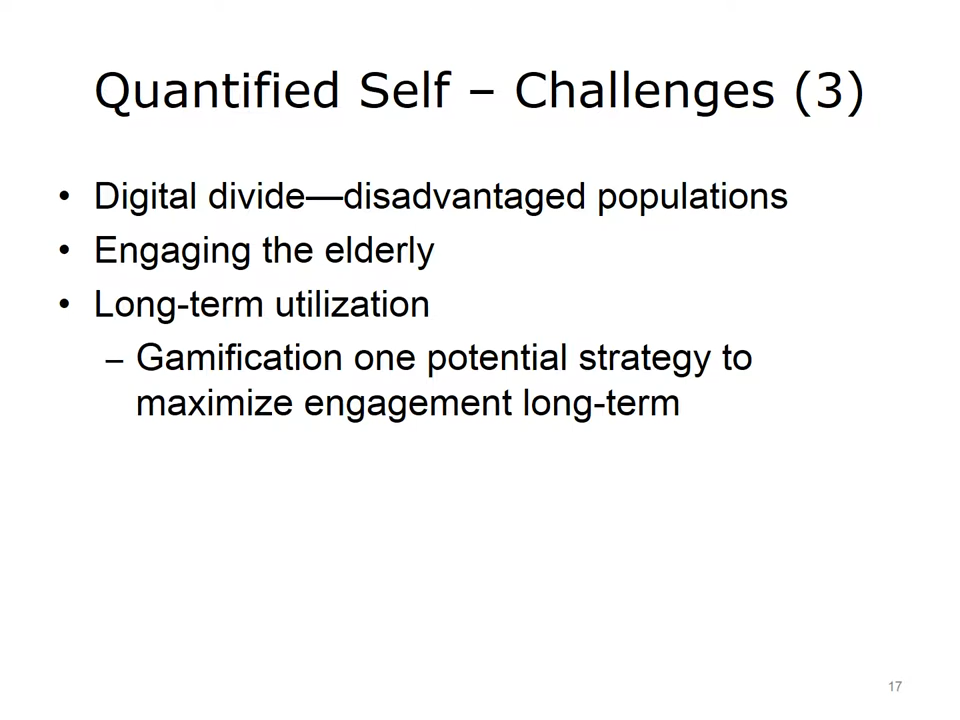 Quantified Self – Challenges (3)
• Digital divide—disadvantaged populations
• Engaging the elderly
• Long-term utilization
– Gamification one potential strategy to
maximize engagement long-term
17